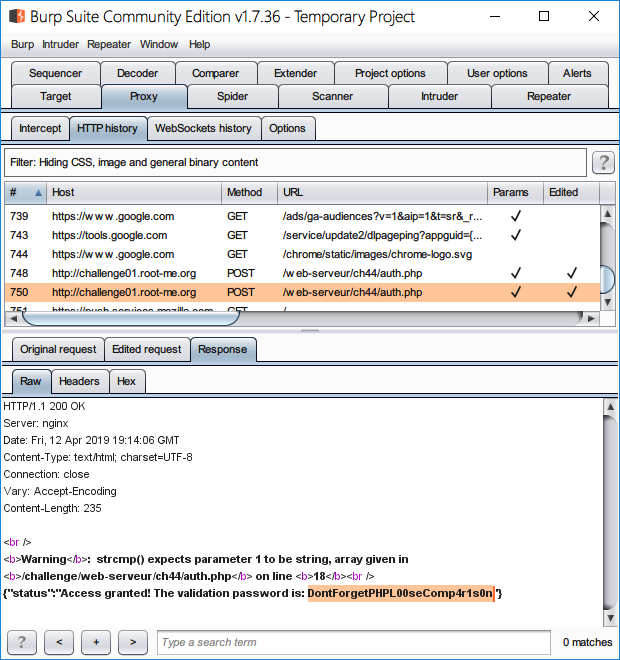 Burp Suite Community Edition v1.7.36 - Temporary Project
Burp Intruder Repeater Window Help
Sequencer Decoder Comparer Extender Project options User options Alerts
Target Proxy Spider Scanner Intruder Repeater
Intercept HTTP history WebSockets history Options
Filter: Hiding CSS, image and general binary content ?
# Host Method URL Params Edited
739 https://www.google.com GET /ads/ga-audiences?v=1&aip=1&t=sr&_r... ✓
743 https://tools.google.com GET /service/update2/dlpageping?appguid={... ✓
744 https://www.google.com GET /chrome/static/images/chrome-logo.svg
748 http://challenge01.root-me.org POST /web-serveur/ch44/auth.php ✓ ✓
750 http://challenge01.root-me.org POST /web-serveur/ch44/auth.php ✓ ✓
751 https://push.services.mozilla.com GET /
Original request Edited request Response
Raw Headers Hex
HTTP/1.1 200 OK
Server: nginx
Date: Fri, 12 Apr 2019 19:14:06 GMT
Content-Type: text/html; charset=UTF-8
Connection: close
Vary: Accept-Encoding
Content-Length: 235
<br />
<b>Warning</b>:  strcmp() expects parameter 1 to be string, array given in
<b>/challenge/web-serveur/ch44/auth.php</b> on line <b>18</b><br />
{"status":"Access granted! The validation password is: DontForgetPHPL00seComp4r1s0n"}
? < + > Type a search term 0 matches